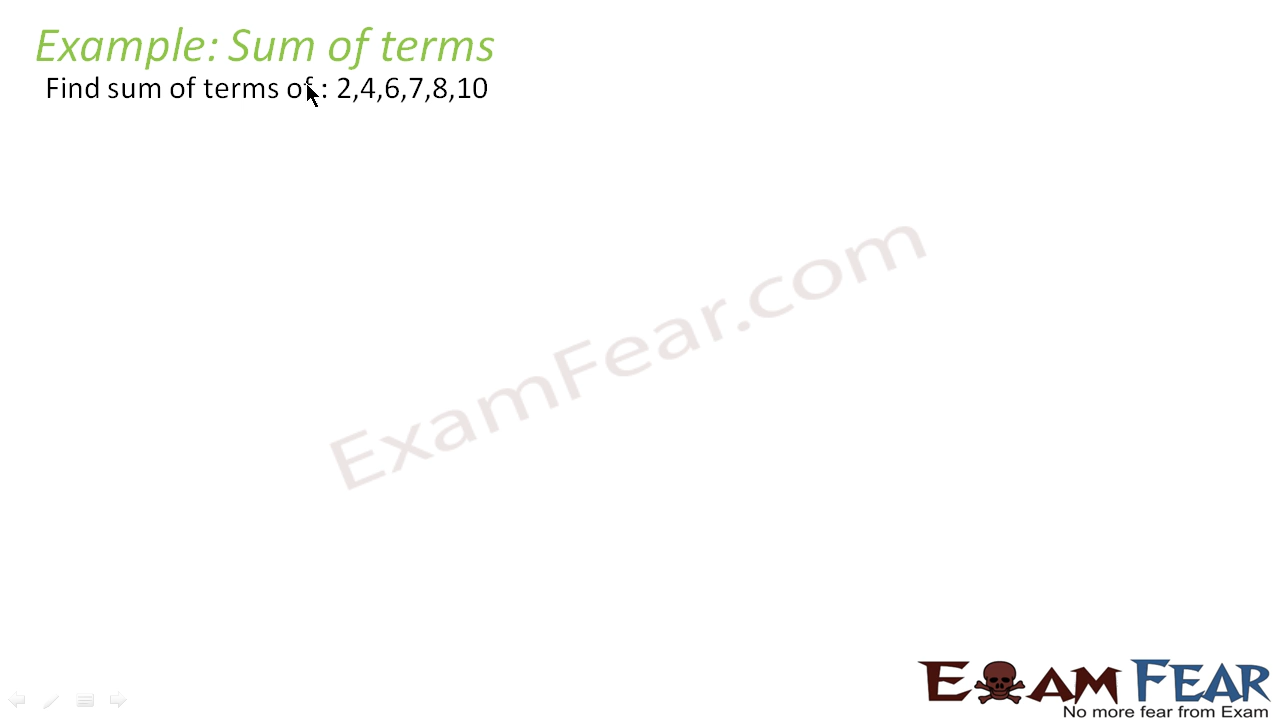 Example: Sum of terms
Find sum of terms of : 2,4,6,7,8,10
ExamFear.com
EXAM FEAR
No more fear from Exam